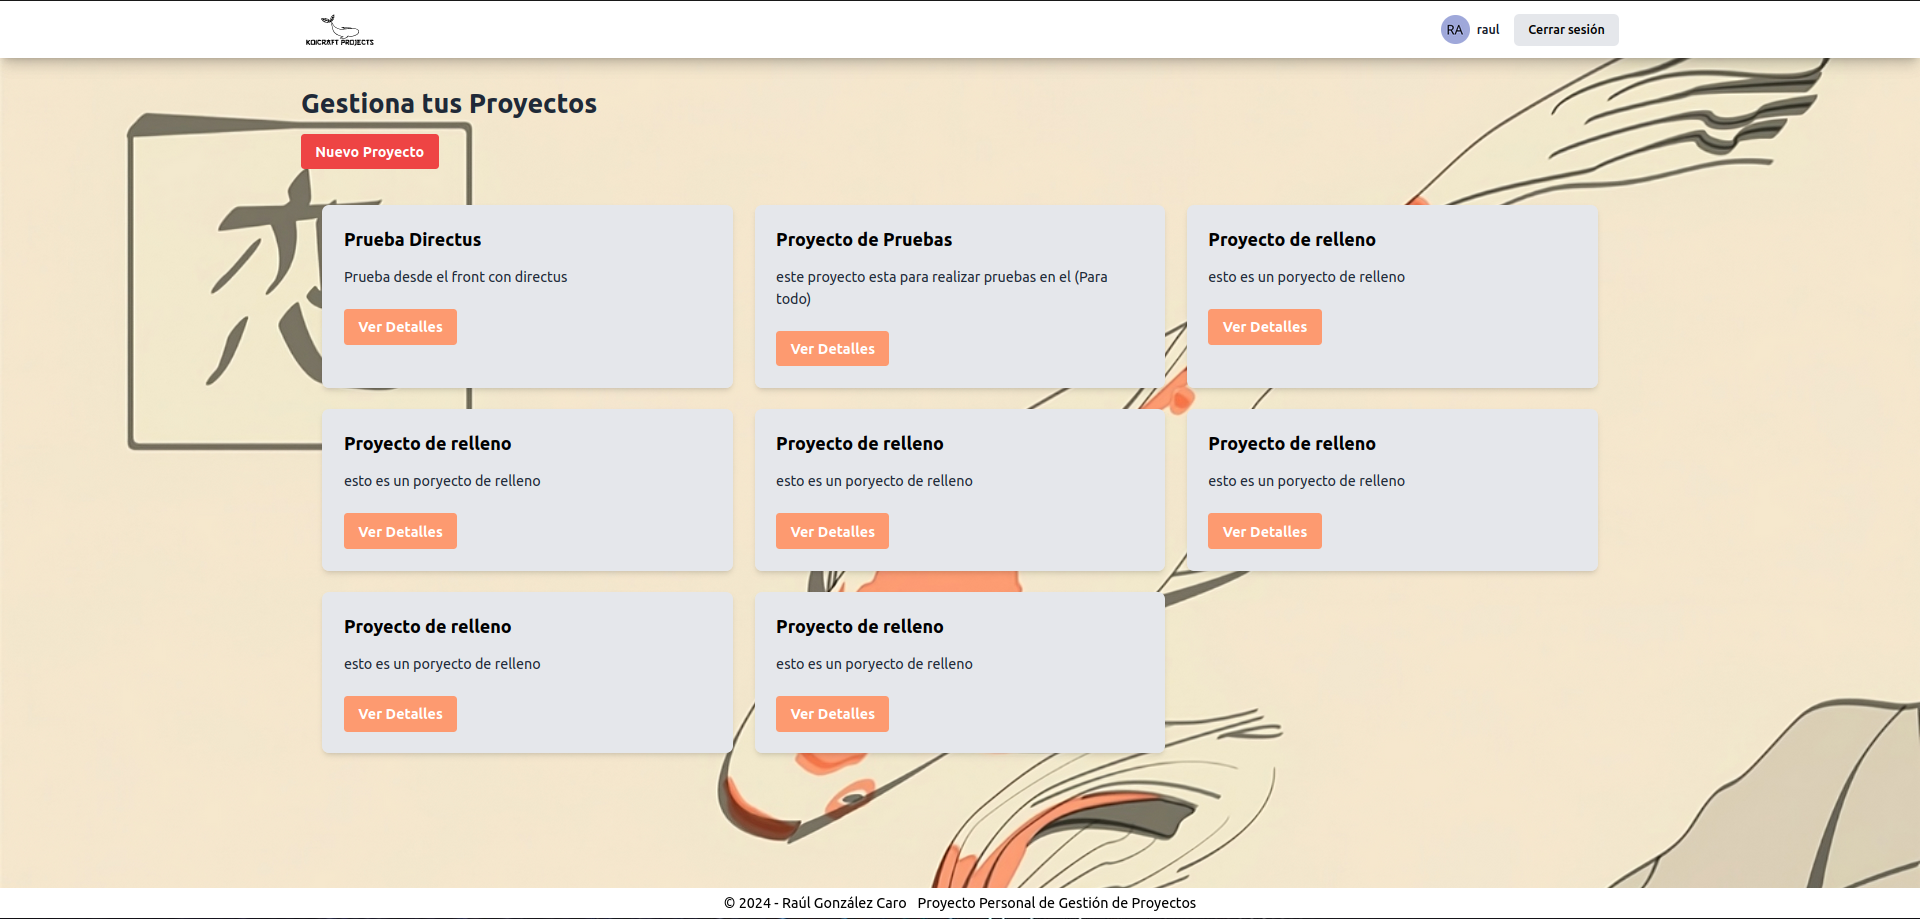 KOICRAFT PROJECTS
RA raul Cerrar sesión
Gestiona tus Proyectos
Nuevo Proyecto
恋
Prueba Directus
Prueba desde el front con directus
Ver Detalles
Proyecto de Pruebas
este proyecto esta para realizar pruebas en el (Para
todo)
Ver Detalles
Proyecto de relleno
esto es un poryecto de relleno
Ver Detalles
Proyecto de relleno
esto es un poryecto de relleno
Ver Detalles
Proyecto de relleno
esto es un poryecto de relleno
Ver Detalles
Proyecto de relleno
esto es un poryecto de relleno
Ver Detalles
Proyecto de relleno
esto es un poryecto de relleno
Ver Detalles
Proyecto de relleno
esto es un poryecto de relleno
Ver Detalles
© 2024 - Raúl González Caro Proyecto Personal de Gestión de Proyectos